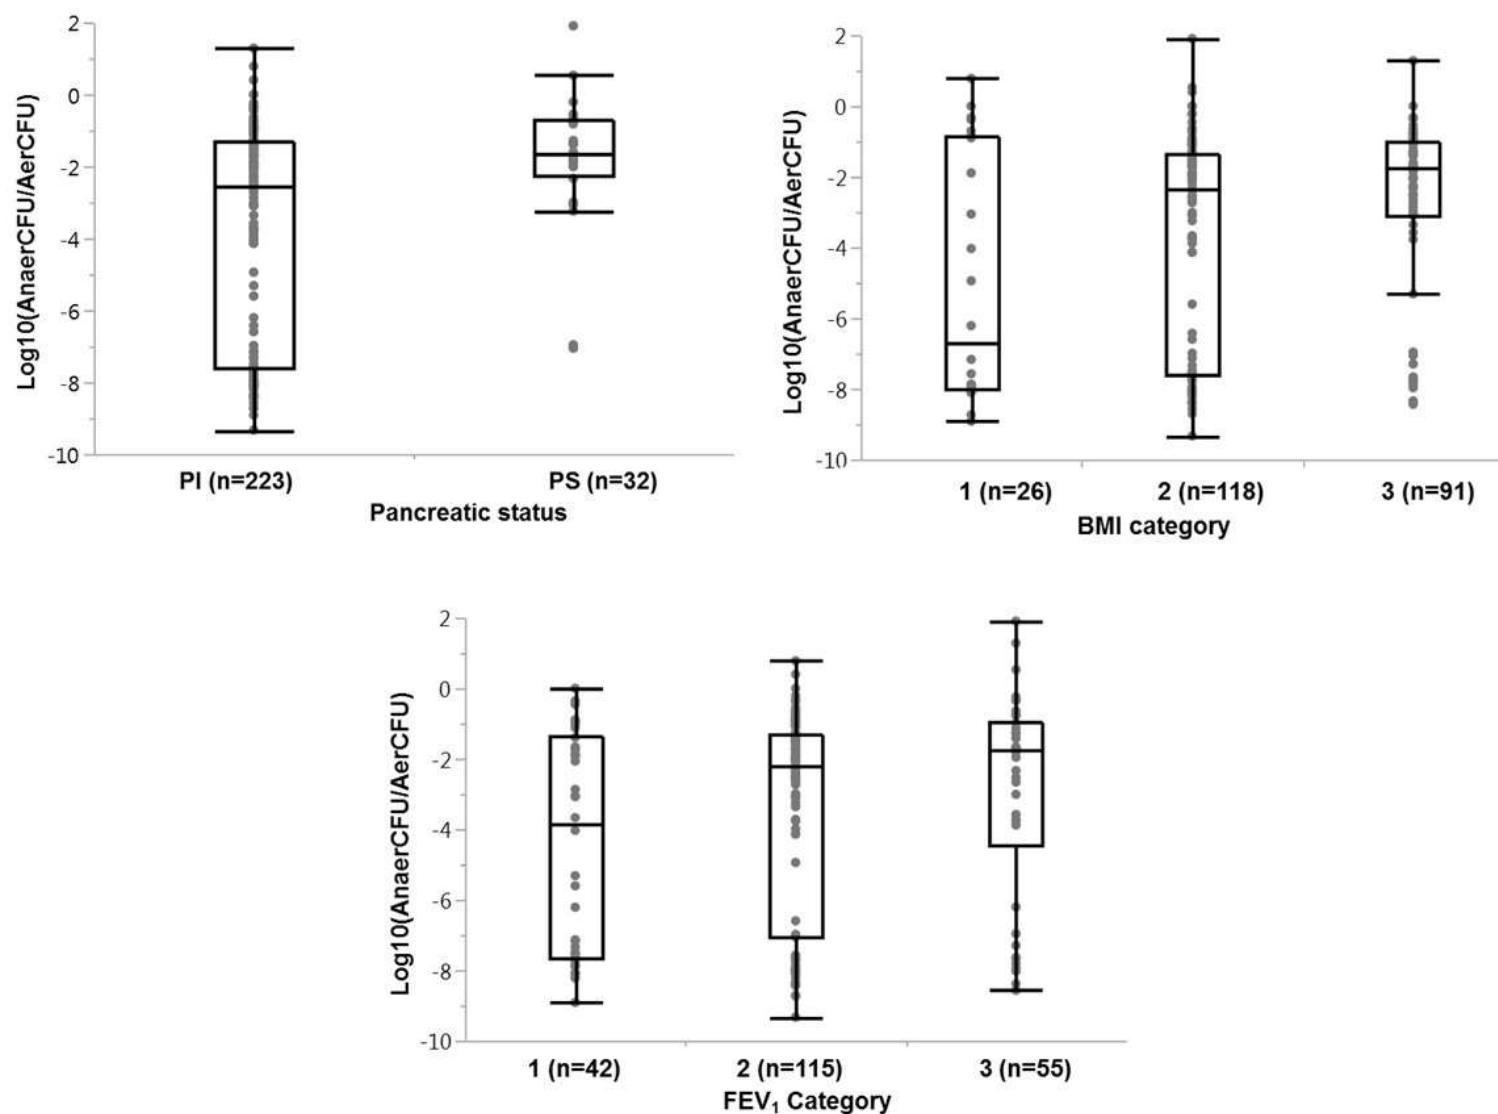 Log10(AnaerCFU/AerCFU)
2
0
-2
-4
-6
-8
-10
PI (n=223) PS (n=32)
Pancreatic status
Log10(AnaerCFU/AerCFU)
2
0
-2
-4
-6
-8
-10
1 (n=26) 2 (n=118) 3 (n=91)
BMI category
Log10(AnaerCFU/AerCFU)
2
0
-2
-4
-6
-8
-10
1 (n=42) 2 (n=115) 3 (n=55)
FEV₁ Category